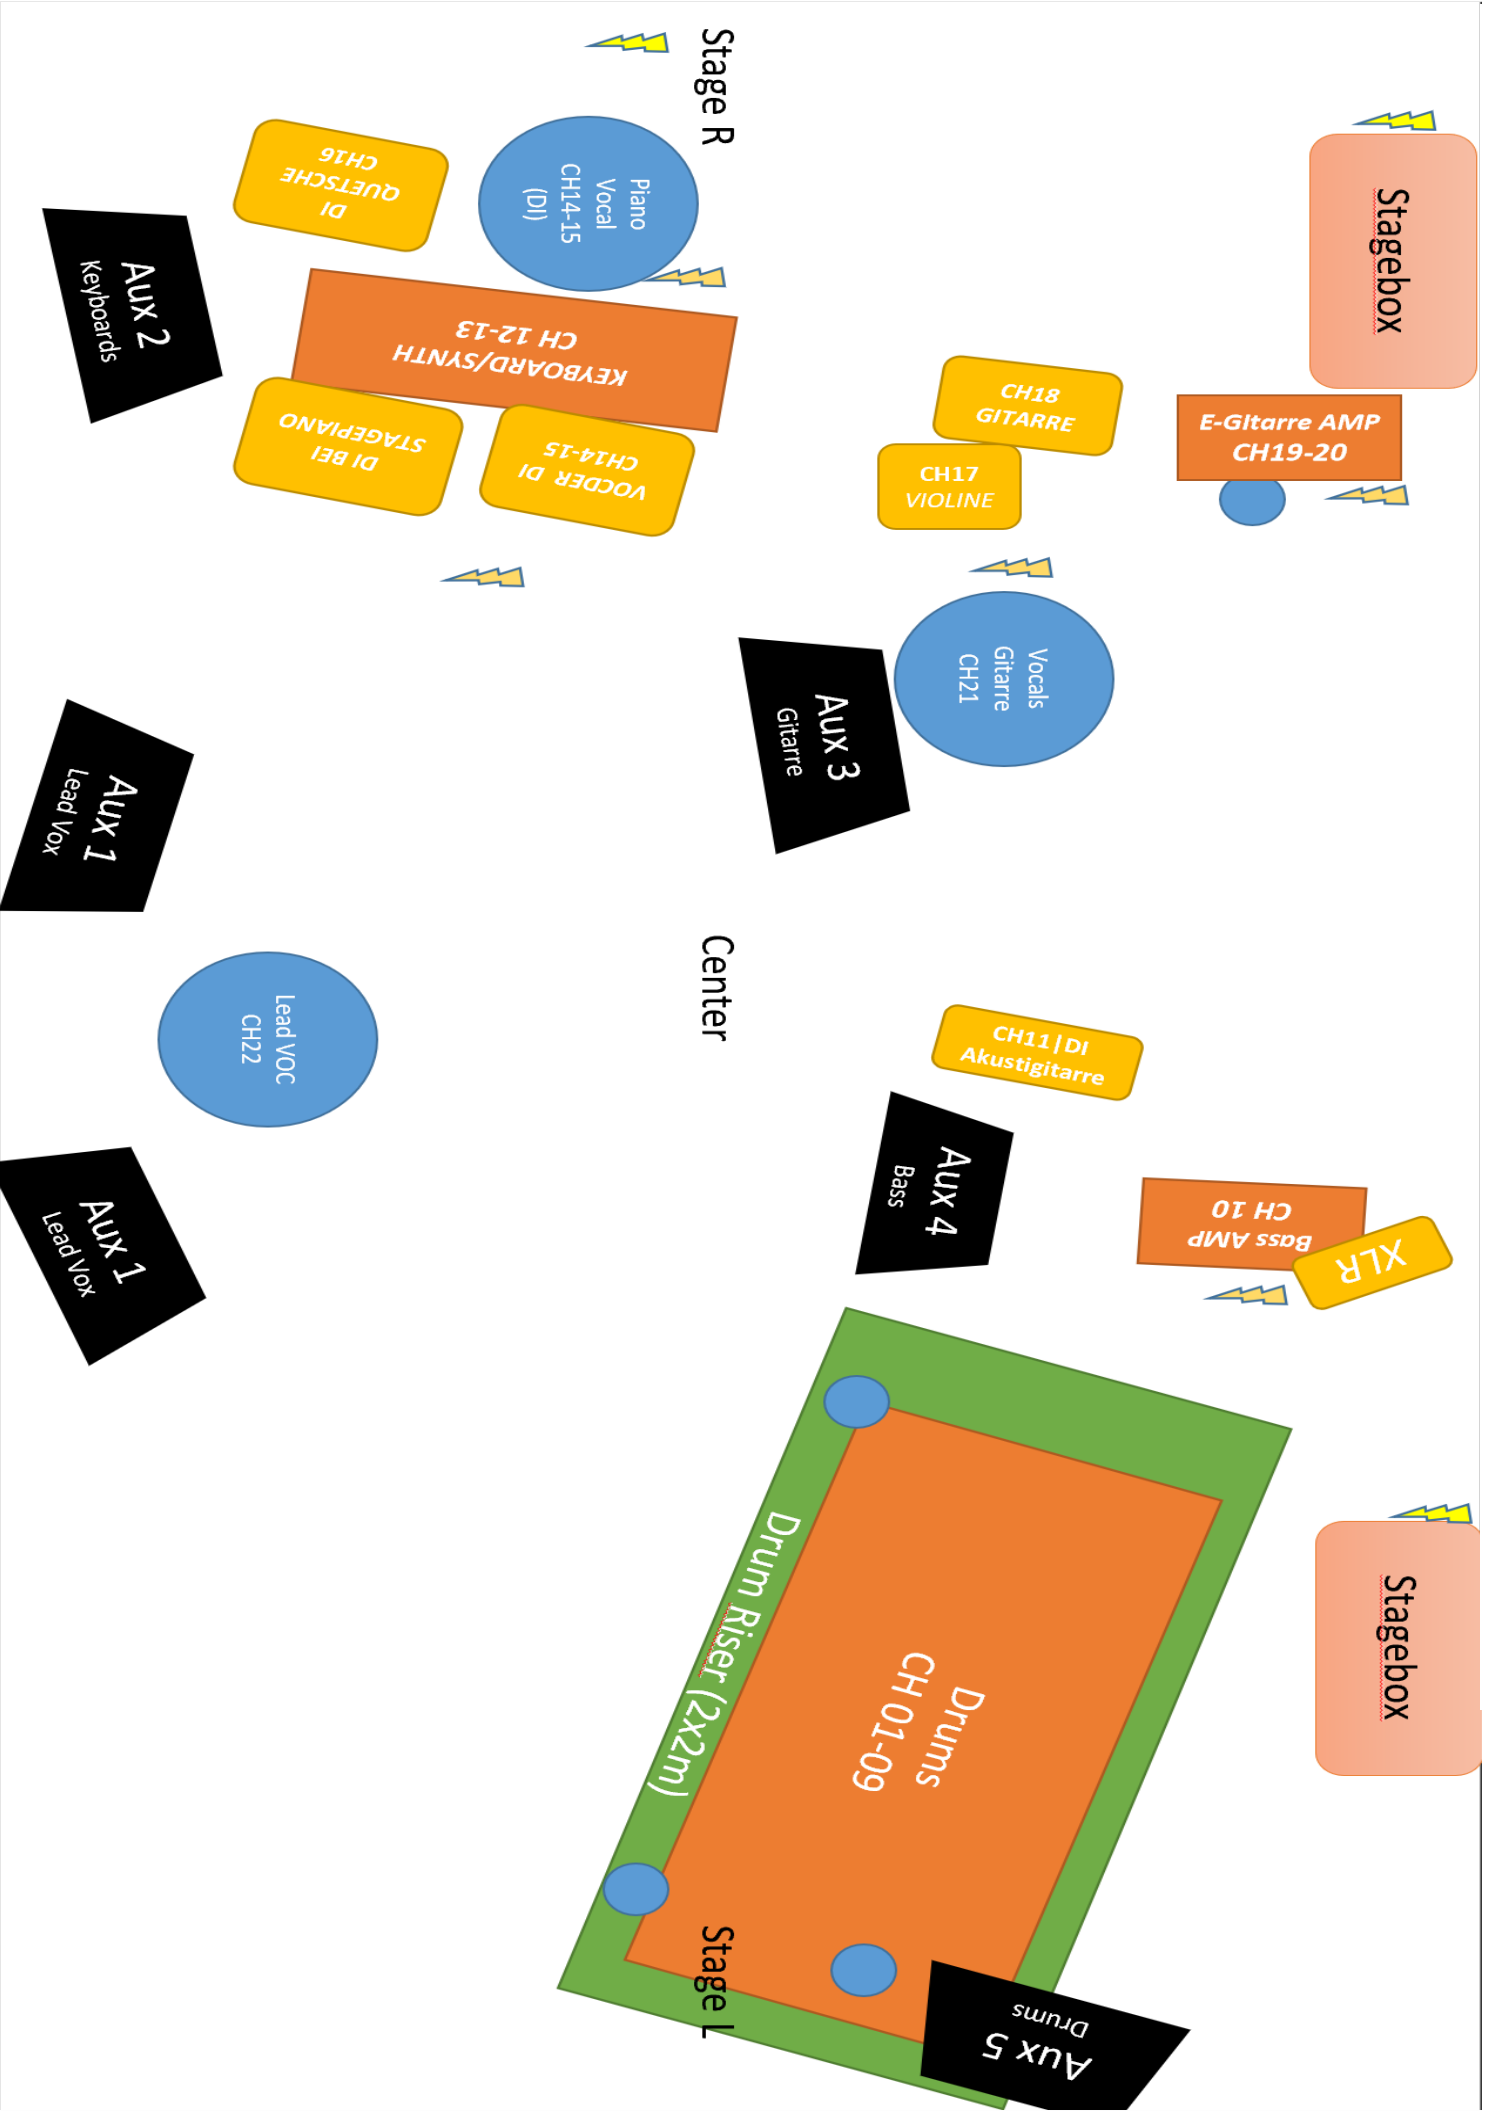 Stage R
Stagebox
DI
QUETSCHE
CH16
Piano
Vocal
CH14-15
(DI)
Aux 2
Keyboards
KEYBOARD/SYNTH
CH 12-13
DI BEI
STAGEPIANO
VOCDER DI
CH14-15
CH18
GITARRE
CH17
VIOLINE
E-GItarre AMP
CH19-20
Vocals
Gitarre
CH21
Aux 3
Gitarre
Aux 1
Lead Vox
Center
Lead VOC
CH22
Aux 1
Lead Vox
CH11|DI
Akustigitarre
Aux 4
Bass
Bass AMP
CH 10
XLR
Stagebox
Drum Riser (2x2m)
Drums
CH 01-09
Stage L
Aux 5
Drums